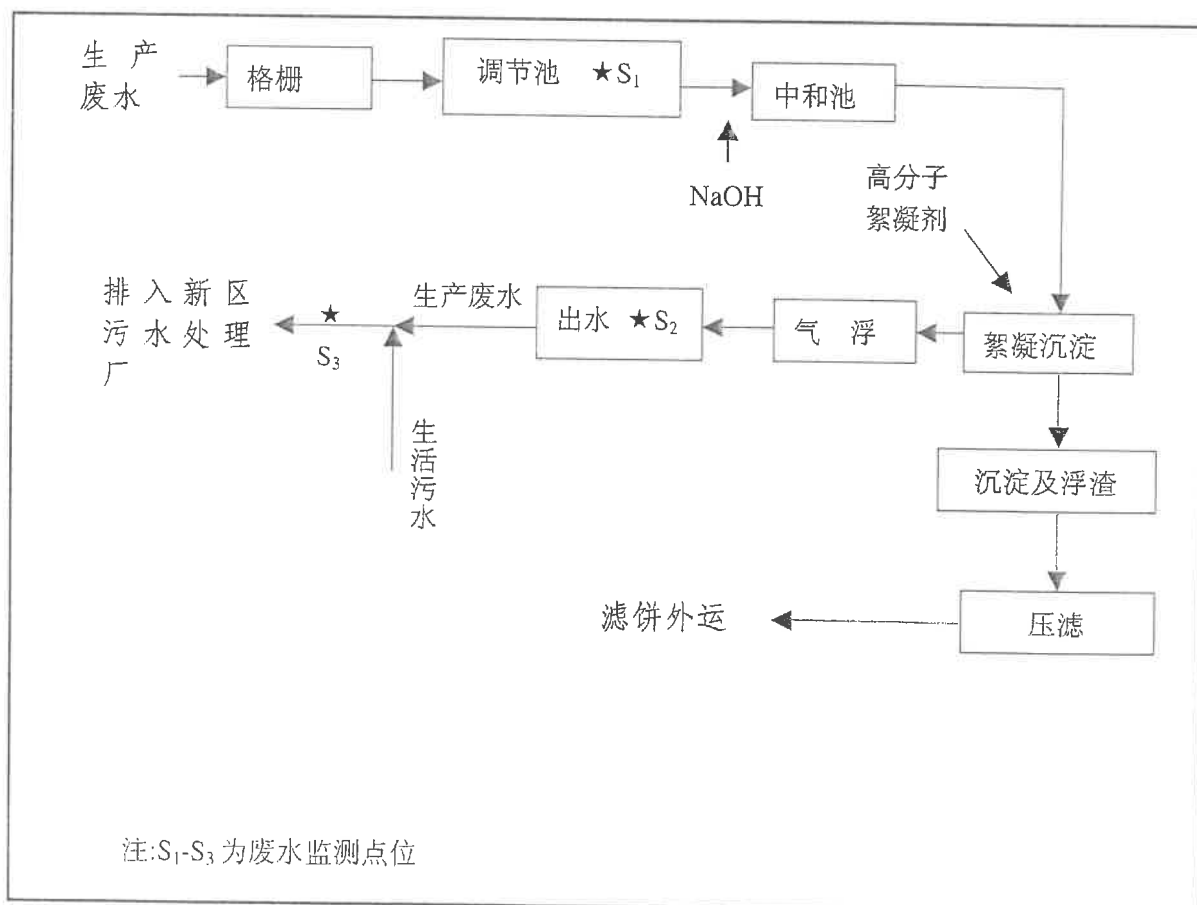 生 产
废水
格栅
调节池 ★S₁
中和池
NaOH
高分子
絮凝剂
排入新区
污水处理
厂
★
S₃
生产废水
出水 ★S₂
气 浮
絮凝沉淀
生活污水
沉淀及浮渣
滤饼外运
压滤
注:S₁-S₃为废水监测点位